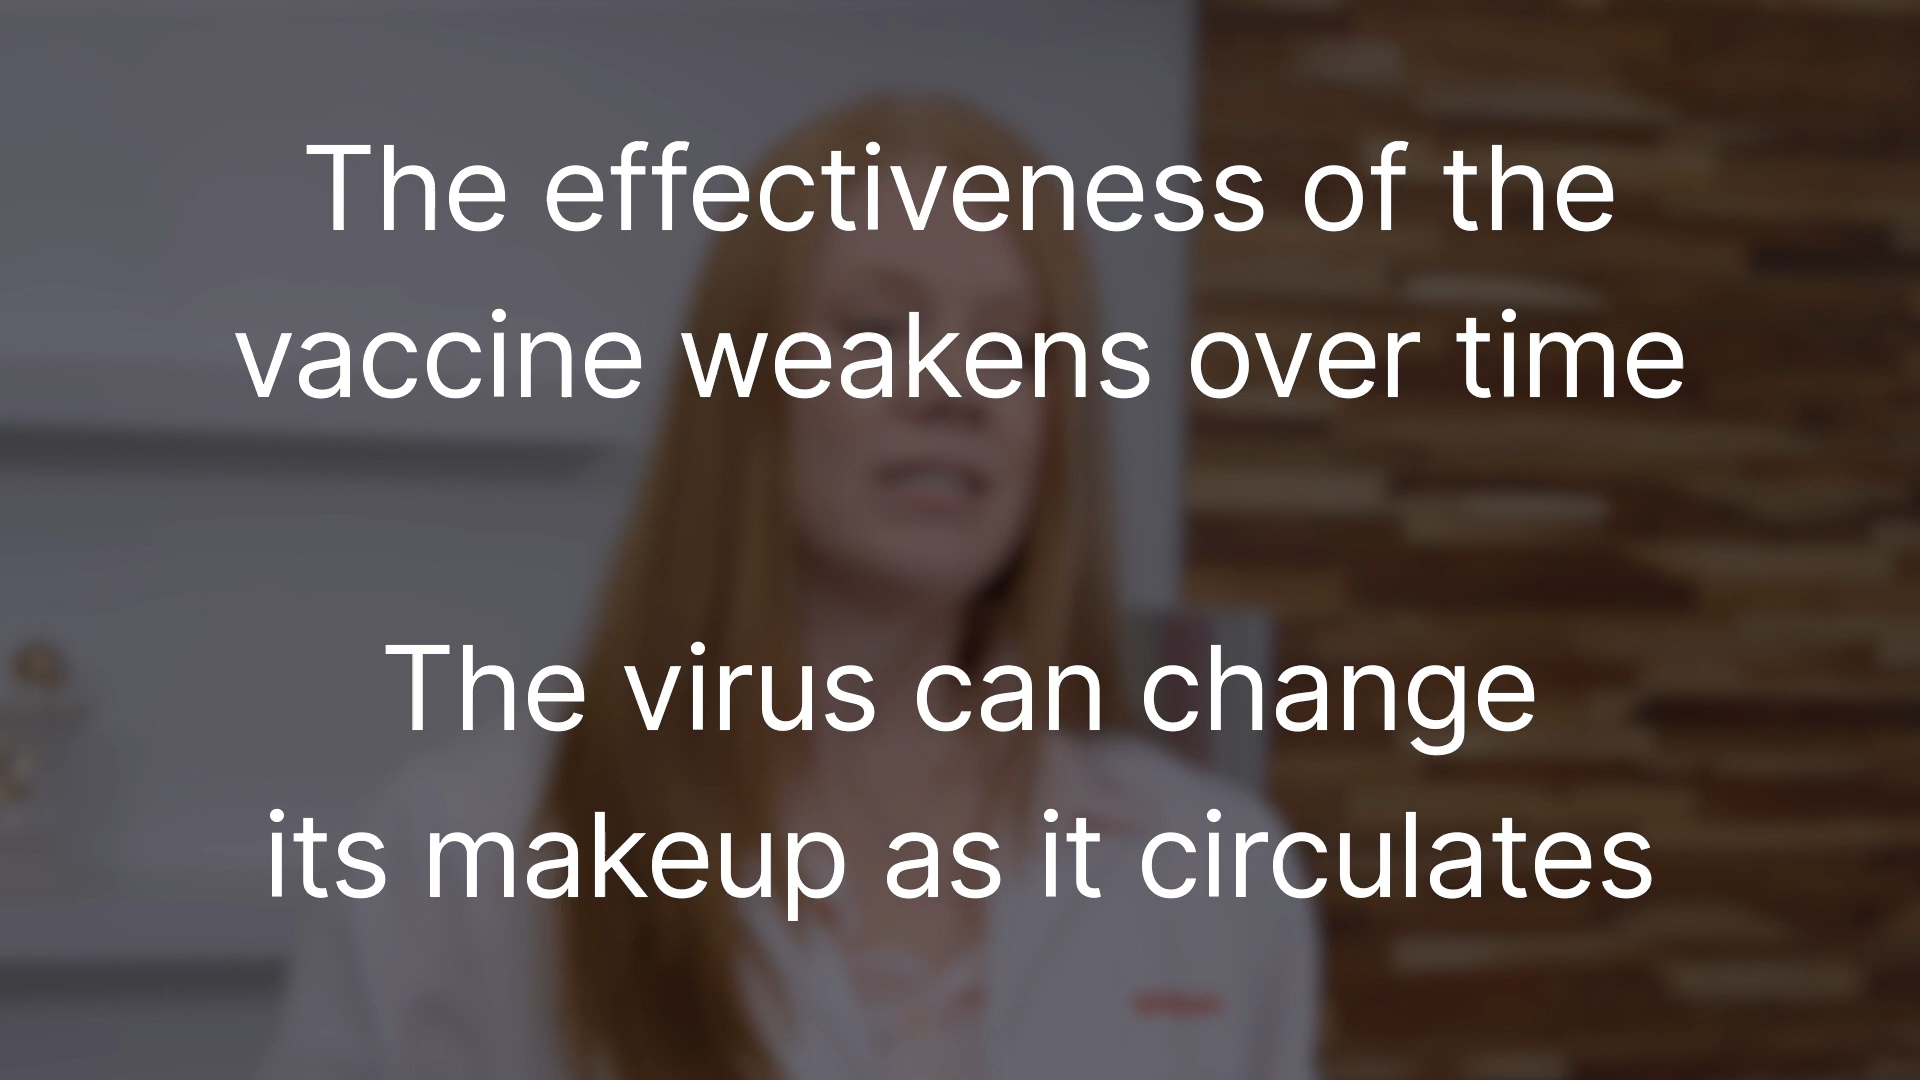 The effectiveness of the
vaccine weakens over time
The virus can change
its makeup as it circulates